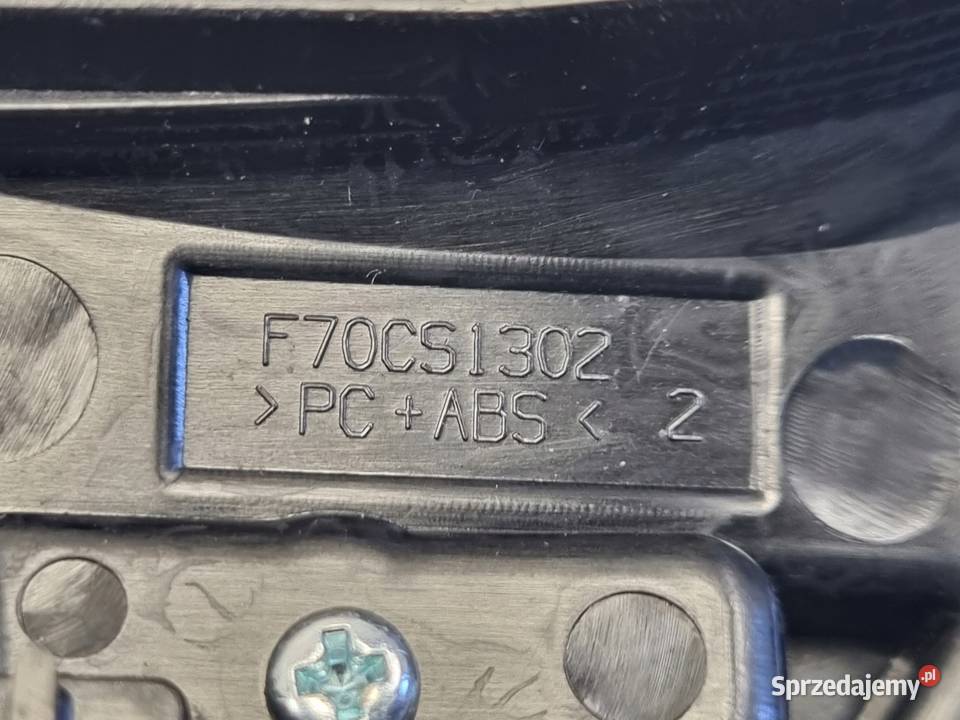 F70CS1302
>PC+ABS< 2
Sprzedajemy.pl